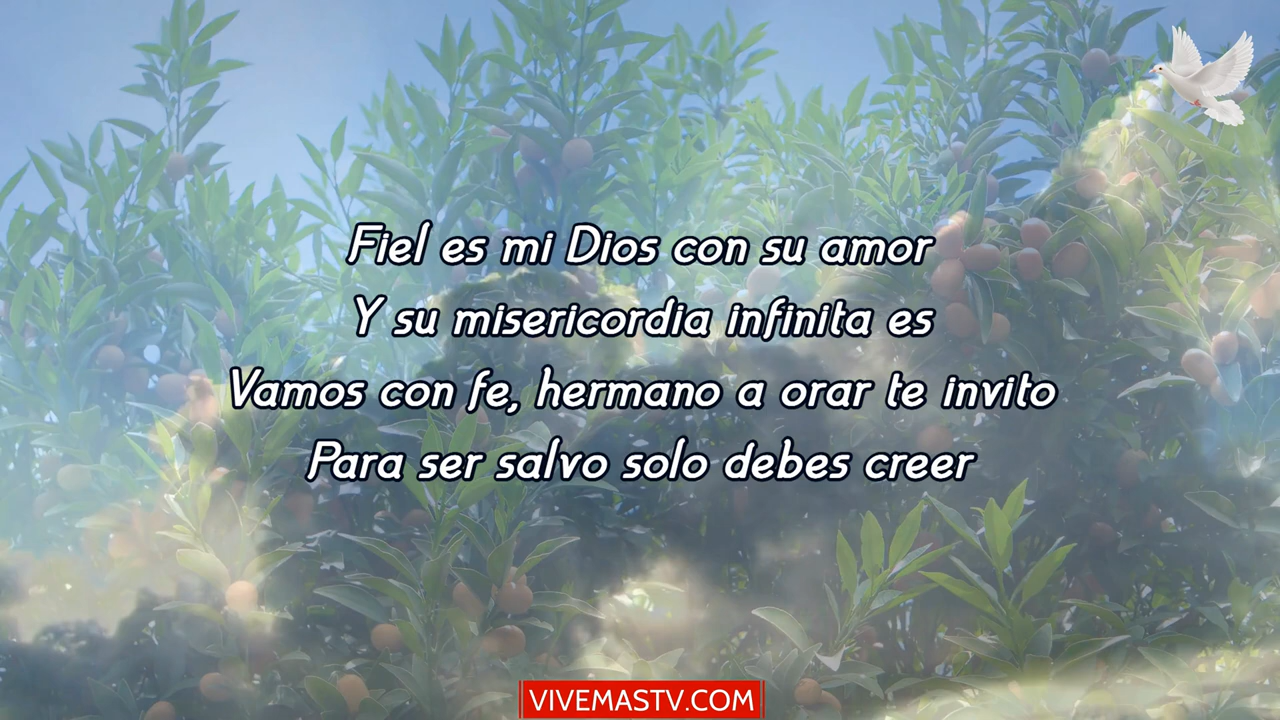 Fiel es mi Dios con su amor
Y su misericordia infinita es
Vamos con fe, hermano a orar te invito
Para ser salvo solo debes creer
VIVEMASTV.COM